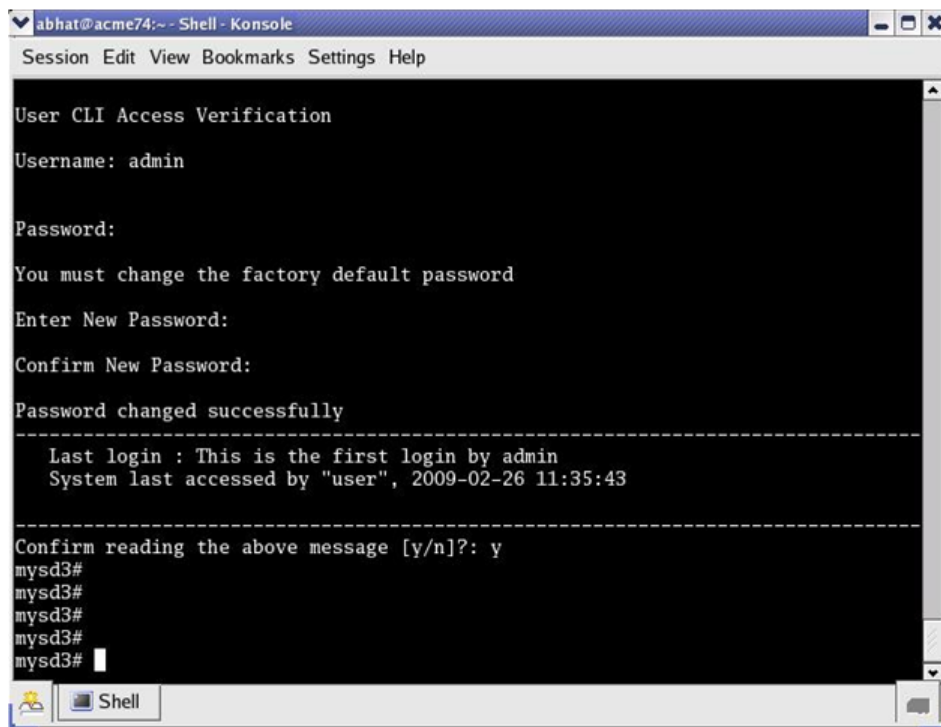 abhat@acme74:~ - Shell - Konsole
Session Edit View Bookmarks Settings Help
User CLI Access Verification
Username: admin
Password:
You must change the factory default password
Enter New Password:
Confirm New Password:
Password changed successfully
--------------------------------------------------------------------------------
Last login : This is the first login by admin
System last accessed by "user", 2009-02-26 11:35:43
--------------------------------------------------------------------------------
Confirm reading the above message [y/n]?: y
mysd3#
mysd3#
mysd3#
mysd3#
mysd3#
Shell